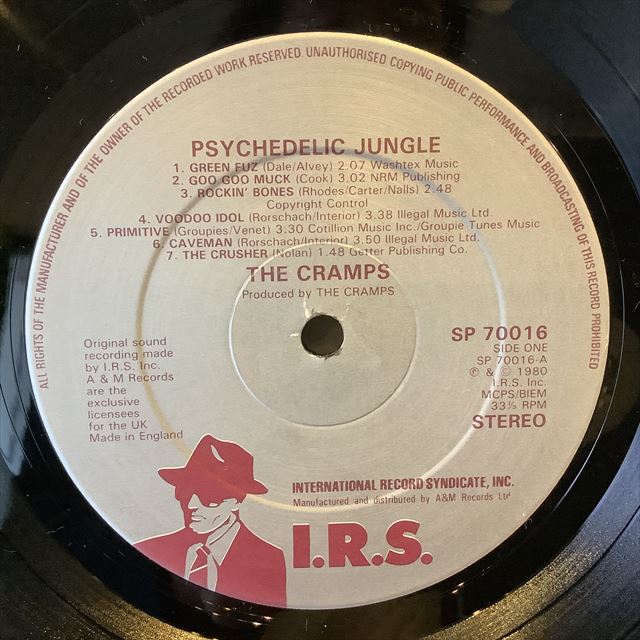 ALL RIGHTS OF THE MANUFACTURER AND OF THE OWNER OF THE RECORDED WORK RESERVED. UNAUTHORISED COPYING PUBLIC PERFORMANCE AND BROADCASTING OF THIS RECORD PROHIBITED
PSYCHEDELIC JUNGLE
1. GREEN FUZ (Dale/Alvey) 2.07 Washtex Music
2. GOO GOO MUCK (Cook) 3.02 NRM Publishing
3. ROCKIN' BONES (Rhodes/Carter/Nalls) 2.48
Copyright Control
4. VOODOO IDOL (Rorschach/Interior) 3.38 Illegal Music Ltd.
5. PRIMITIVE (Groupies/Venet) 3.30 Cotillion Music Inc./Groupie Tunes Music
6. CAVEMAN (Rorschach/Interior) 3.50 Illegal Music Ltd.
7. THE CRUSHER (Nolan) 1.48 Getter Publishing Co.
THE CRAMPS
Produced by THE CRAMPS
Original sound
recording made
by I.R.S. Inc.
A & M Records
are the
exclusive
licensees
for the UK
Made in England
SP 70016
SIDE ONE
SP 70016-A
℗ & © 1980
I.R.S. Inc.
MCPS/BIEM
33⅓ RPM
STEREO
INTERNATIONAL RECORD SYNDICATE, INC.
Manufactured and distributed by A&M Records Ltd
I.R.S.